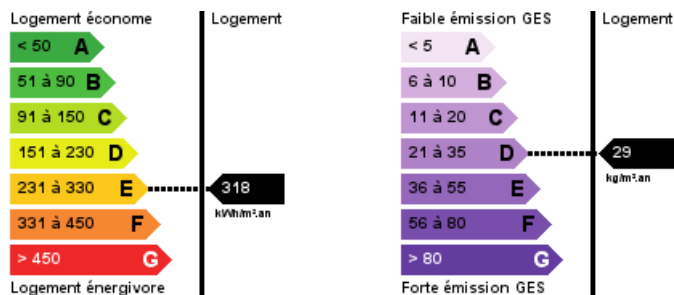 Logement économe
Logement
< 50 A
51 à 90 B
91 à 150 C
151 à 230 D
231 à 330 E
318
kWh/m².an
331 à 450 F
> 450 G
Logement énergivore
Faible émission GES
Logement
< 5 A
6 à 10 B
11 à 20 C
21 à 35 D
29
kg/m².an
36 à 55 E
56 à 80 F
> 80 G
Forte émission GES